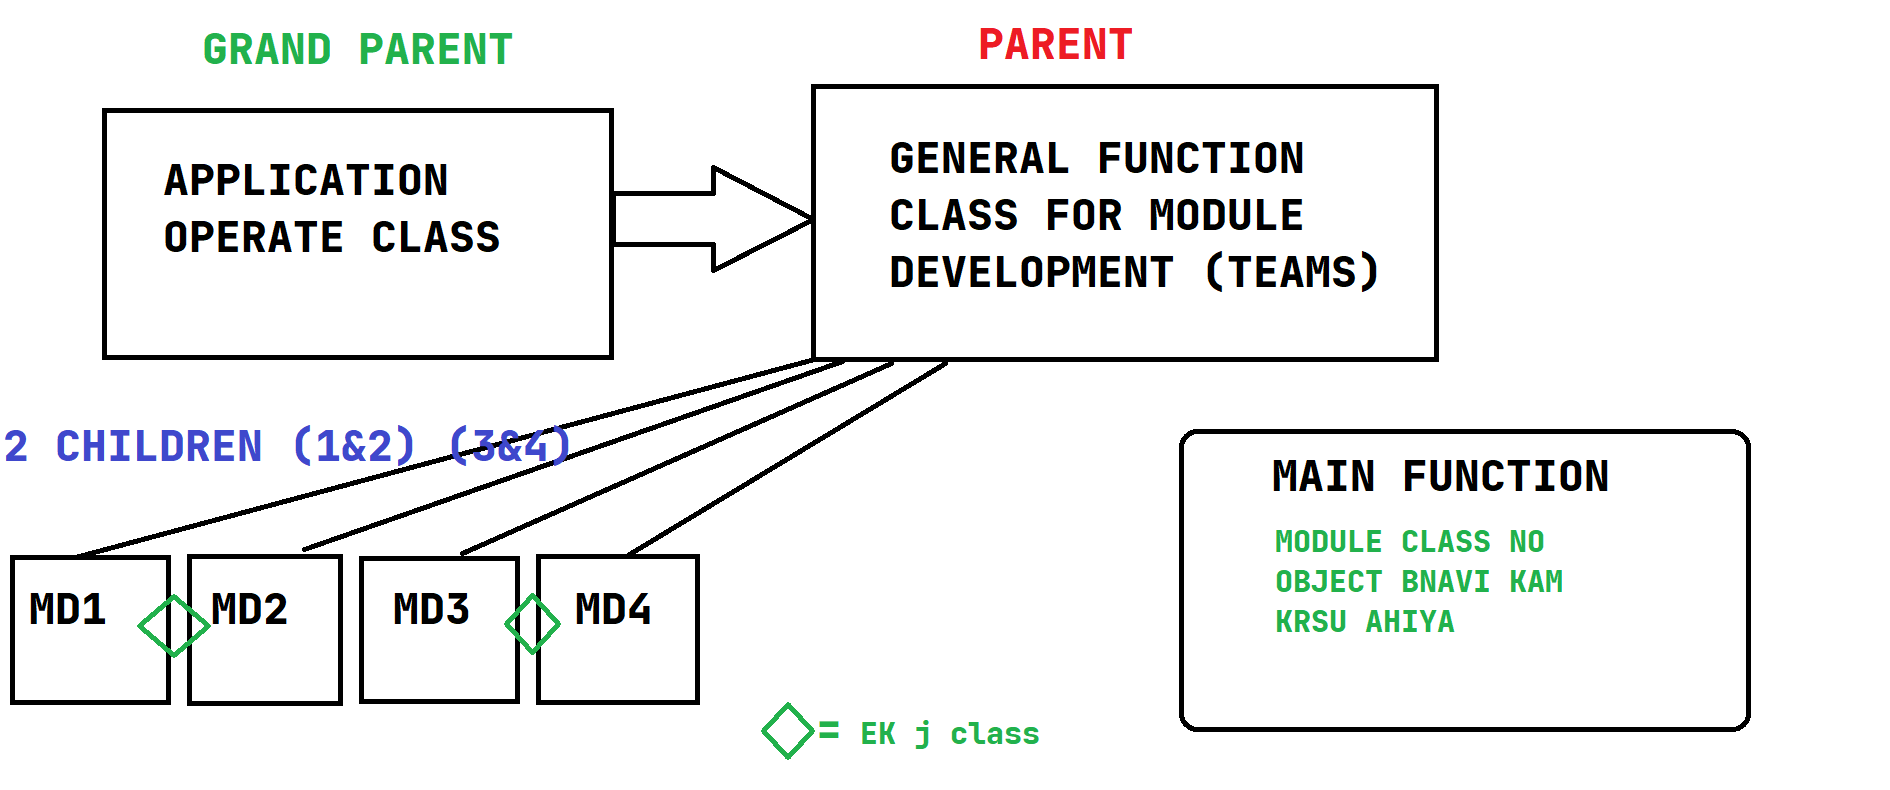 GRAND PARENT
PARENT
APPLICATION
OPERATE CLASS
GENERAL FUNCTION
CLASS FOR MODULE
DEVELOPMENT (TEAMS)
2 CHILDREN (1&2) (3&4)
MAIN FUNCTION
MODULE CLASS NO
OBJECT BNAVI KAM
KRSU AHIYA
MD1
MD2
MD3
MD4
= EK j class